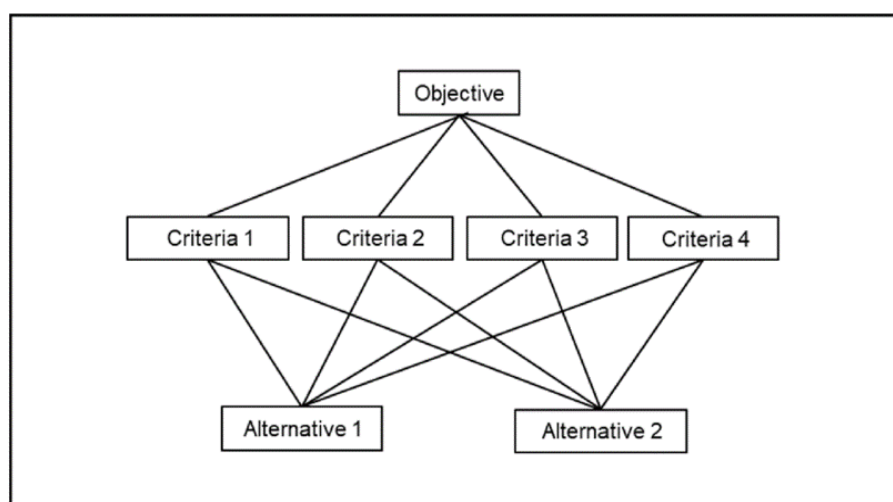 Objective
Criteria 1
Criteria 2
Criteria 3
Criteria 4
Alternative 1
Alternative 2